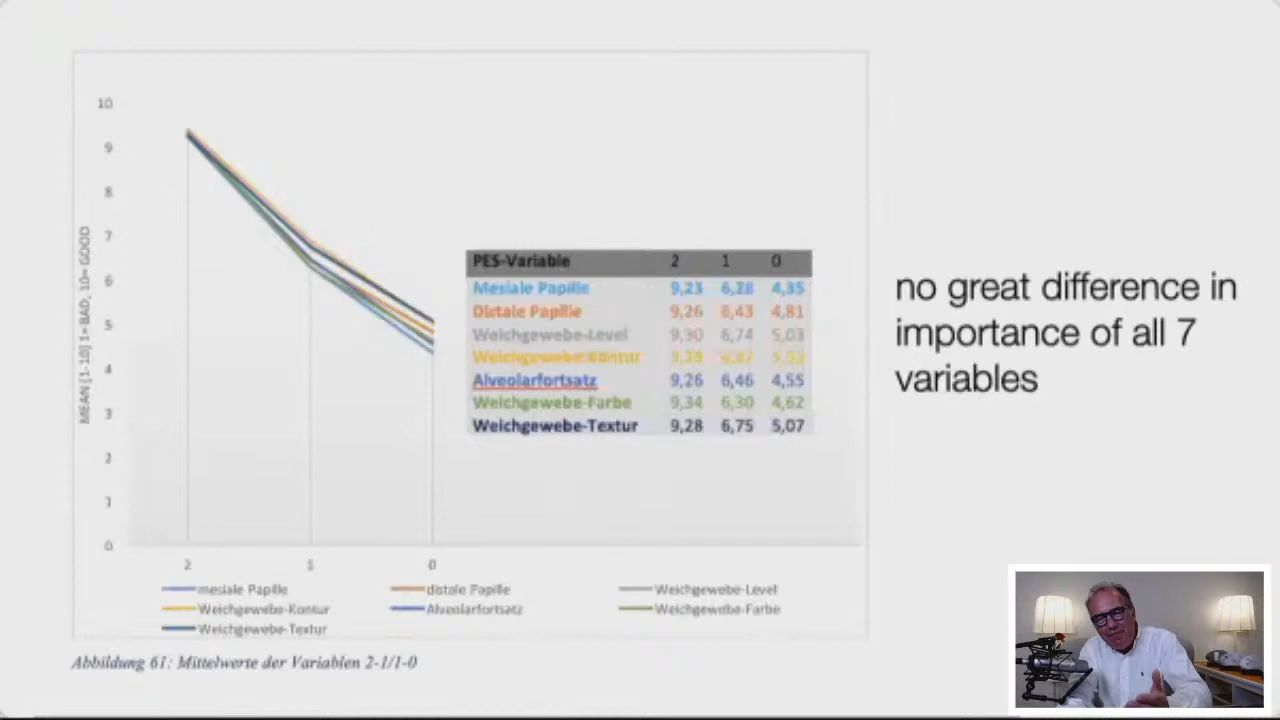 10
9
8
7
6
5
4
3
2
1
0
MEAN [1-10] 1= BAD, 10= GOOD
2 1 0
PES-Variable 2 1 0
Mesiale Papille 9,23 6,28 4,35
Distale Papille 9,26 6,43 4,81
Weichgewebe-Level 9,30 6,74 5,03
Weichgewebe-Kontur
Alveolarfortsatz 9,26 6,46 4,55
Weichgewebe-Farbe 9,34 6,30 4,62
Weichgewebe-Textur 9,28 6,75 5,07
mesiale Papille distale Papille Weichgewebe-Level
Weichgewebe-Kontur Alveolarfortsatz Weichgewebe-Farbe
Weichgewebe-Textur
Abbildung 61: Mittelwerte der Variablen 2-1/1-0
no great difference in
importance of all 7
variables